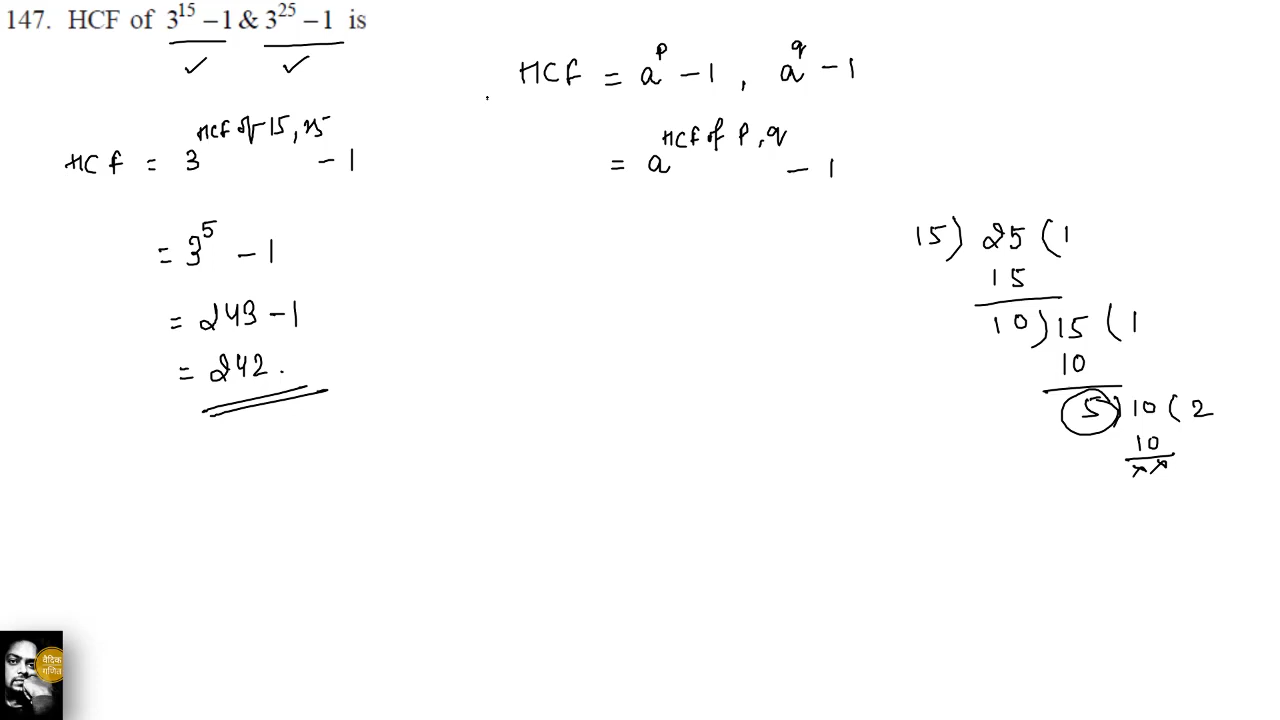 147. HCF of 3^15 − 1 & 3^25 − 1 is
HCF = a^p − 1, a^q − 1
HCF = 3^(HCF of 15, 25) − 1
= a^(HCF of P, q) − 1
= 3^5 − 1
= 243 − 1
= 242.
15) 25 (1
15
10) 15 (1
10
5) 10 (2
10
××
वैदिक
गणित